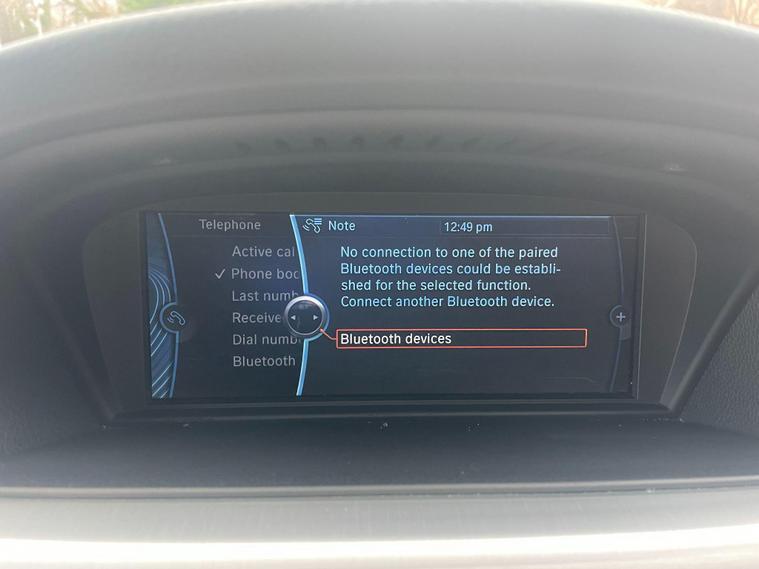 Telephone
Note
12:49 pm
Active cal
Phone boo
Last numb
Receive
Dial numb
Bluetooth
No connection to one of the paired
Bluetooth devices could be establi-
shed for the selected function.
Connect another Bluetooth device.
Bluetooth devices